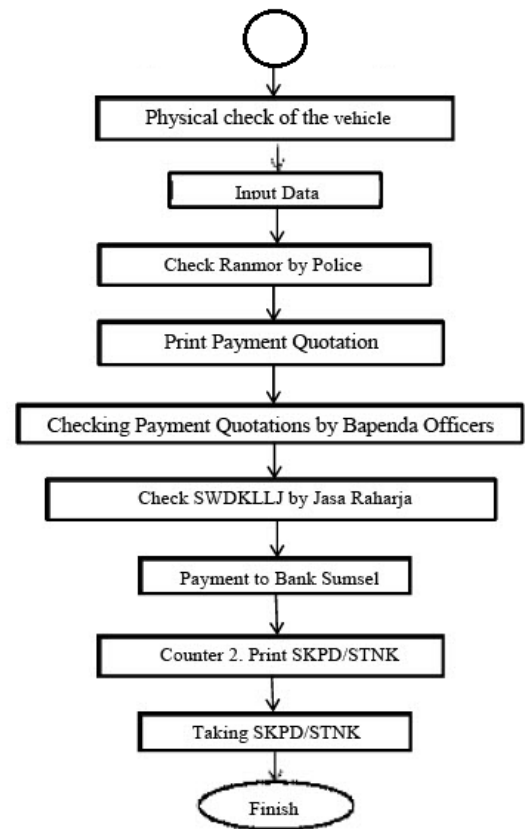 Physical check of the vehicle
Input Data
Check Ranmor by Police
Print Payment Quotation
Checking Payment Quotations by Bapenda Officers
Check SWDKLLJ by Jasa Raharja
Payment to Bank Sumsel
Counter 2. Print SKPD/STNK
Taking SKPD/STNK
Finish